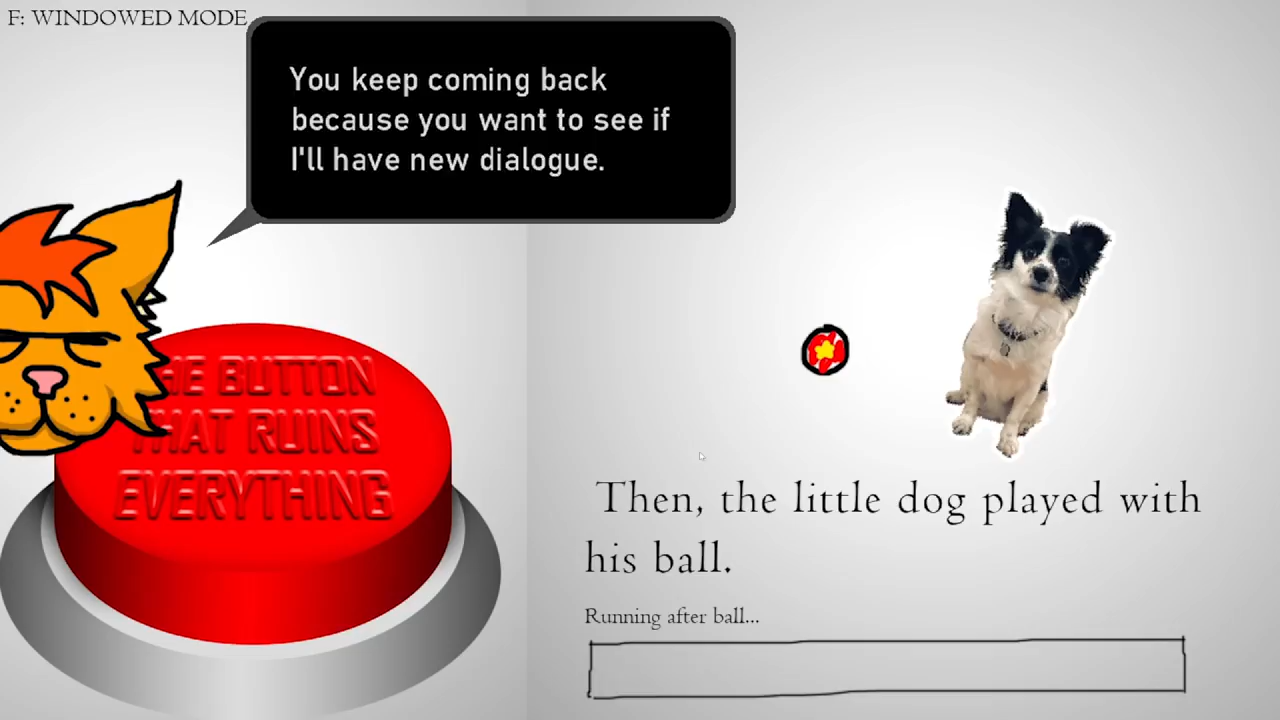 F: WINDOWED MODE
You keep coming back
because you want to see if
I'll have new dialogue.
THE BUTTON
THAT RUINS
EVERYTHING
Then, the little dog played with
his ball.
Running after ball...